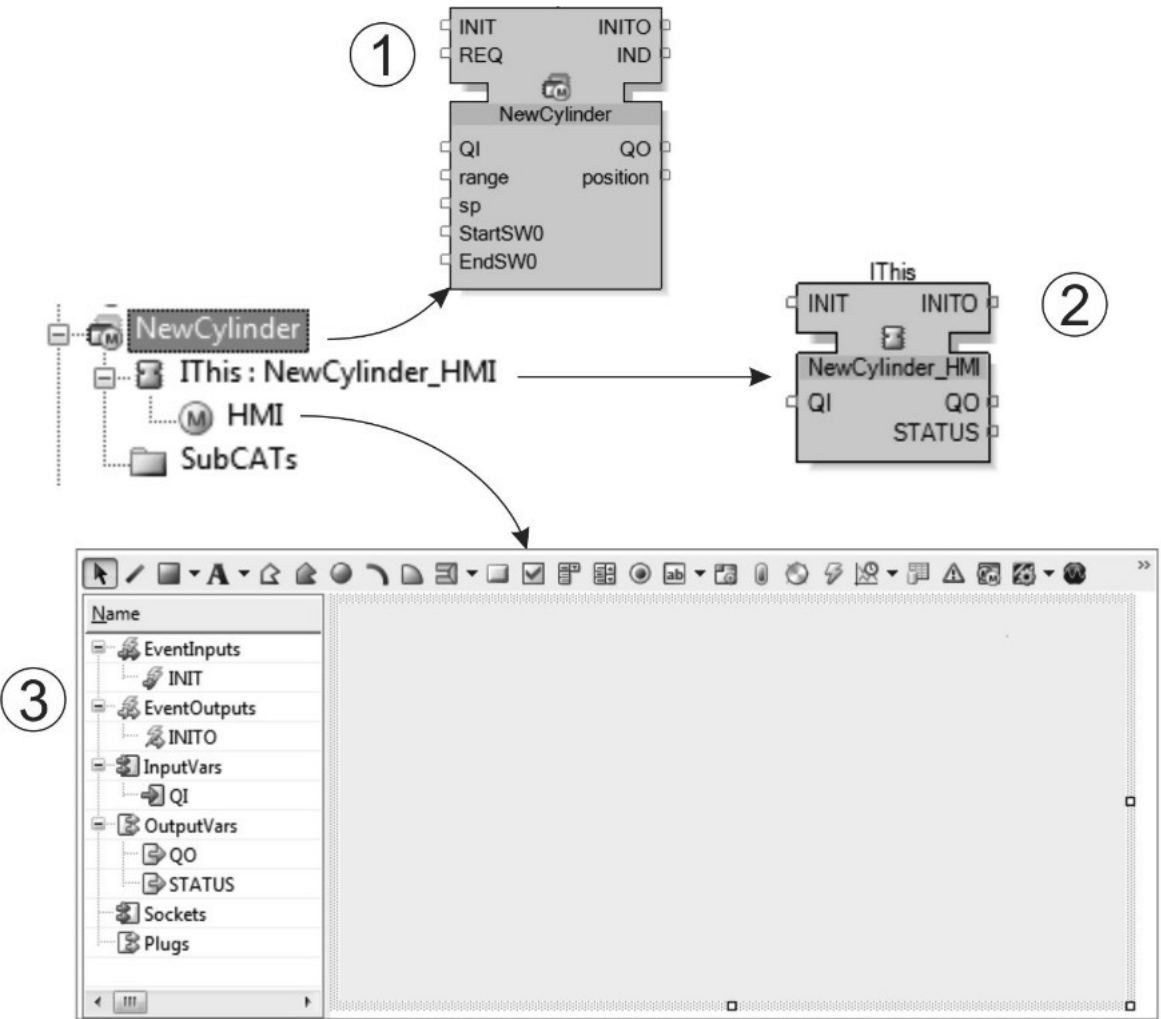 1
INIT INITO
REQ IND
NewCylinder
QI QO
range position
sp
StartSW0
EndSW0
IThis
2
INIT INITO
NewCylinder_HMI
QI QO
STATUS
NewCylinder
IThis : NewCylinder_HMI
M HMI
SubCATs
A ab
3
Name
EventInputs
INIT
EventOutputs
INITO
InputVars
QI
OutputVars
QO
STATUS
Sockets
Plugs